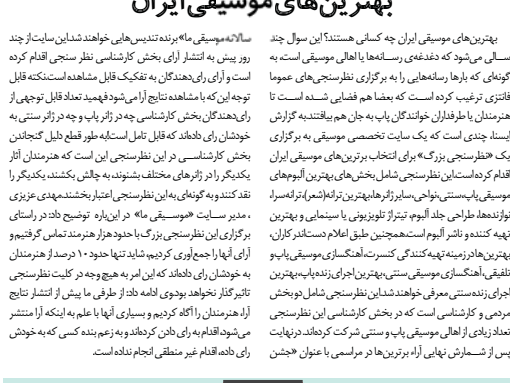 بهترین‌های موسیقی ایران
بهترین‌های موسیقی ایران چه کسانی هستند؟ این سوال چند
سـالی می‌شود که دغدغه‌ی رسـانه‌ها یا اهالی موسیقی است، به
گونه‌ای که بارها رسانه‌هایی را به برگزاری نظرسنجی‌های عموما
فانتزی ترغیب کرده اسـت که بعضا هم فضایی شـده اسـت تا
هنرمندان یا طرفداران خوانندگان پاپ به جان هم بیافتند.به گزارش
ایسنا، چندی است که یک سایت تخصصی موسیقی به برگزاری
یک «نظرسنجی بزرگ» برای انتخاب برترین‌های موسیقی ایران
اقدام کرده است.این نظرسنجی شامل بخش‌های بهترین آلبوم‌های
موسیقی پاپ،سنتی،نواحی،سایر ژانرها،بهترین ترانه(شعر)، ترانه‌سرا،
نوازنده‌ها، طراحی جلد آلبوم، تیتراژ تلویزیونی یا سینمایی و بهترین
تهیه کننده و ناشر آلبوم است.همچنین طبق اعلام دست‌اندرکاران،
بهترین‌ها در زمینه تهیه کنندگی کنسرت، آهنگسازی موسیقی پاپ و
تلفیقی، آهنگسازی موسیقی سنتی،بهترین اجرای زنده پاپ،بهترین
اجرای زنده سنتی معرفی خواهند شد.این نظرسنجی شامل دو بخش
مردمی و کارشناسی است که در بخش کارشناسی این نظرسنجی
تعداد زیادی از اهالی موسیقی پاپ و سنتی شرکت کرده‌اند. درنهایت
پس از شـمارش نهایی آراء برترین‌ها در مراسمی با عنوان «جشن
سالانه موسیقی ما» برنده تندیس‌هایی خواهند شد.این سایت از چند
روز پیش به انتشار آرای بخش کارشناسی نظر سنجی اقدام کرده
است و آرای رای‌دهندگان به تفکیک قابل مشاهده است.نکته قابل
توجه این که با مشاهده نتایج آرا می‌شود فهمید تعداد قابل توجهی از
رای‌دهندگان بخش کارشناسی چه در ژانر پاپ و چه در ژانر سنتی به
خودشان رای داده‌اند که قابل تامل است!به طور قطع دلیل گنجاندن
بخش کارشناسـی در این نظرسنجی این است که هنرمندان آثار
یکدیگر را در ژانرهای مختلف بشنوند، به چالش بکشند، یکدیگر را
نقد کنند و به گونه‌ای به این نظرسنجی اعتبار بخشند.مهدی عزیزی
، مدیر سـایت «موسـیقی ما» در این‌باره توضیح داد: در راستای
برگزاری این نظرسنجی بزرگ با حدود هزار هنرمند تماس گرفتیم و
آرای آنها را جمع‌آوری کردیم، شاید تنها حدود ۱۰ درصد از هنرمندان
به خودشان رای داده‌اند که این امر به هیچ وجه در کلیت نظرسنجی
تاثیر گذار نخواهد بود.وی ادامه داد: از طرفی ما پیش از انتشار نتایج
آرا، هنرمندان را آگاه کردیم و بسیاری آنها با علم به اینکه آرا منتشر
می‌شود، اقدام به رای دادن کرده‌اند و به زعم بنده کسی که به خودش
رای داده، اقدام غیر منطقی انجام نداده است.